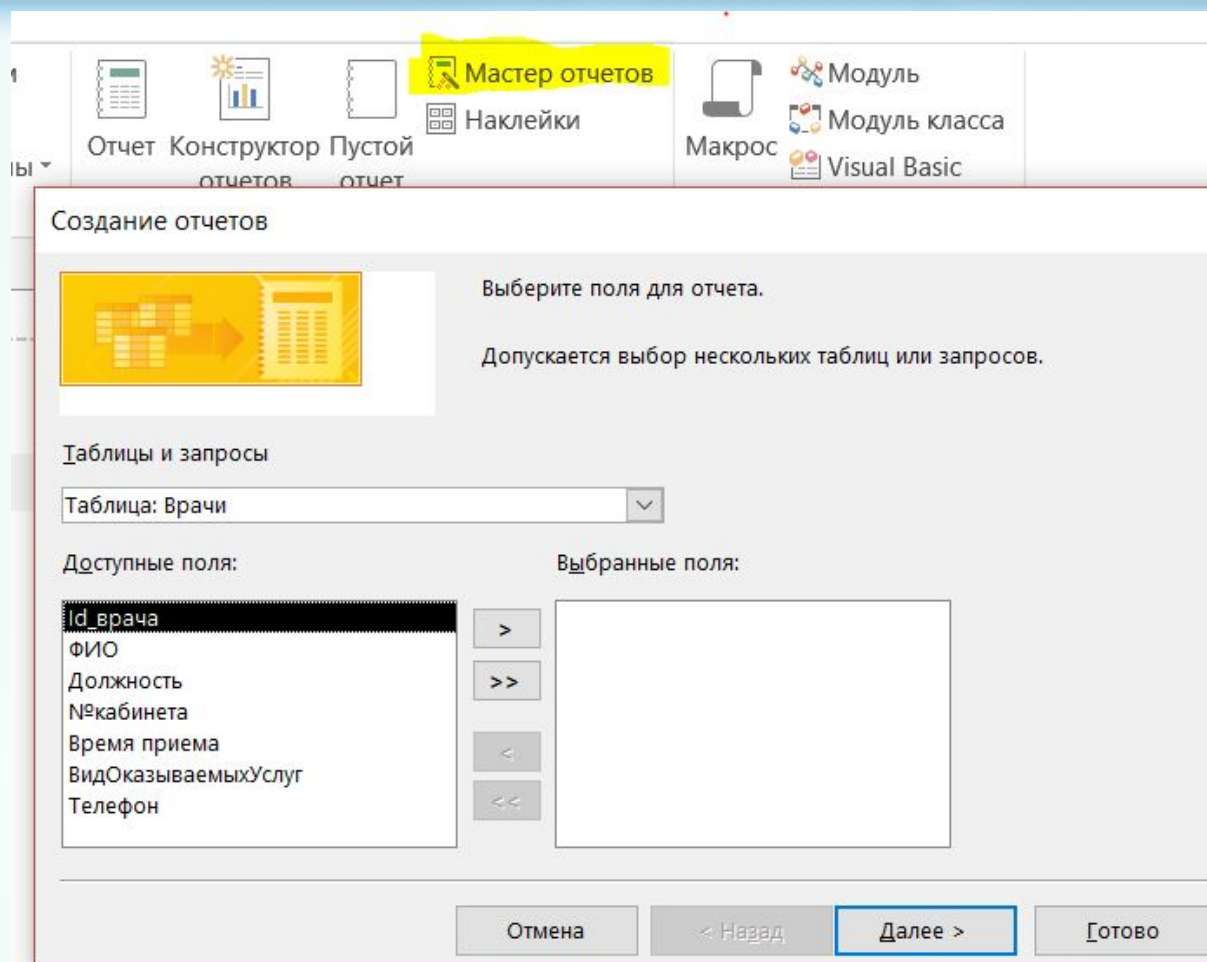 Мастер отчетов
Модуль
Наклейки
Модуль класса
Отчет Конструктор отчетов
Пустой отчет
Макрос
Visual Basic
Создание отчетов
Выберите поля для отчета.
Допускается выбор нескольких таблиц или запросов.
Таблицы и запросы
Таблица: Врачи
Доступные поля:
Выбранные поля:
Id_врача
ФИО
Должность
№кабинета
Время приема
ВидОказываемыхУслуг
Телефон
>
>>
<
<<
Отмена
< Назад
Далее >
Готово